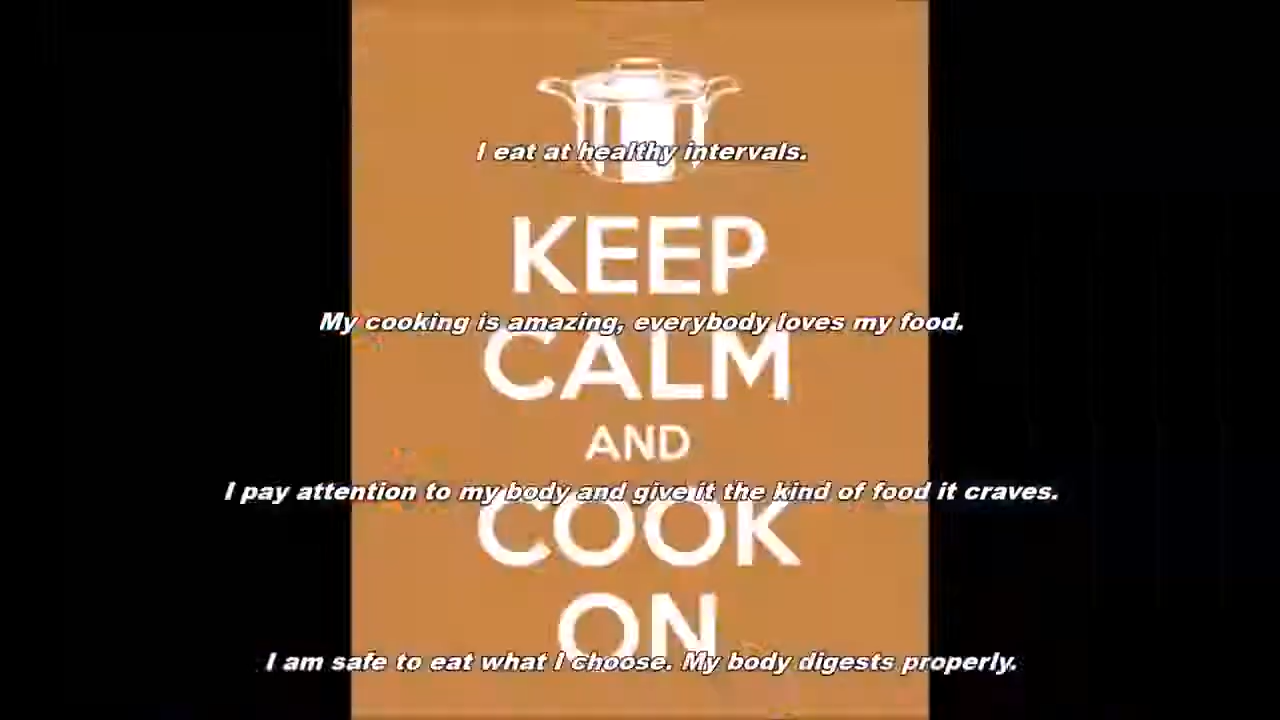 I eat at healthy intervals.
KEEP
My cooking is amazing, everybody loves my food.
CALM
AND
I pay attention to my body and give it the kind of food it craves.
COOK
ON
I am safe to eat what I choose. My body digests properly.